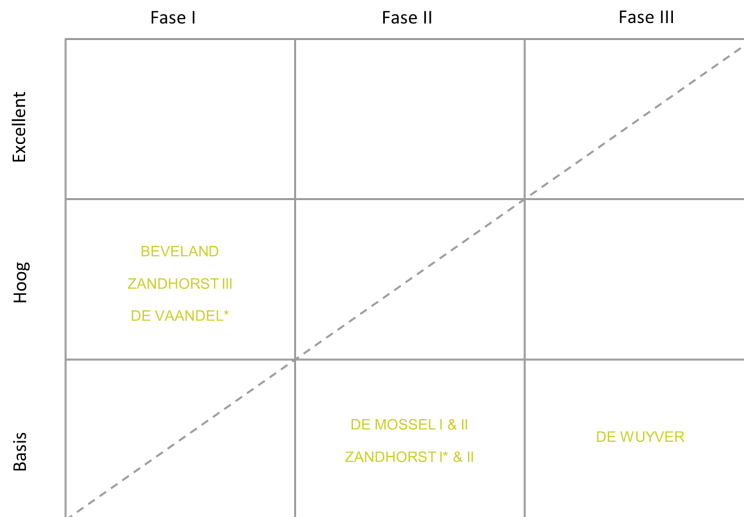 Fase I
Fase II
Fase III
Excellent
Hoog
BEVELAND
ZANDHORST III
DE VAANDEL*
Basis
DE MOSSEL I & II
ZANDHORST I* & II
DE WUYVER